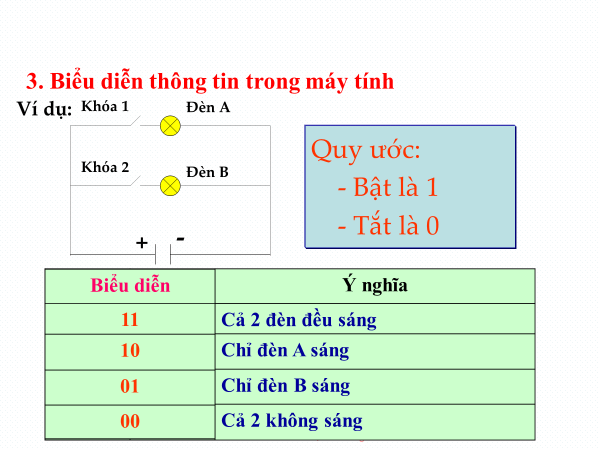 3. Biểu diễn thông tin trong máy tính
Ví dụ:
Khóa 1
Đèn A
Khóa 2
Đèn B
+ -
Quy ước:
- Bật là 1
- Tắt là 0
Biểu diễn Ý nghĩa
11 Cả 2 đèn đều sáng
10 Chỉ đèn A sáng
01 Chỉ đèn B sáng
00 Cả 2 không sáng